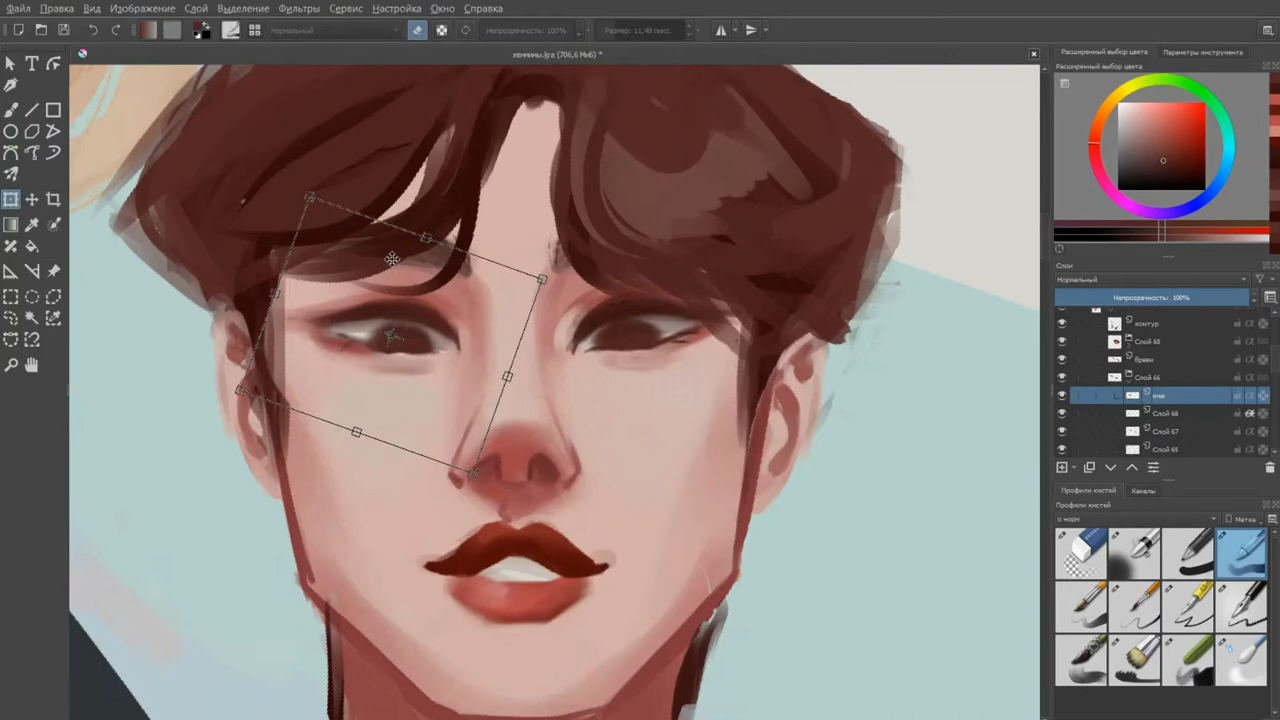 Файл Правка Вид Изображение Слой Выделение Фильтры Сервис Настройка Окно Справка
нормальный Непрозрачность: 100% Размер: 11,48 пикс.
хенмины.kra (706,6 МиБ) *
Расширенный выбор цвета Параметры инструмента
Расширенный выбор цвета
Слои
Нормальный
Непрозрачность: 100%
контур
Слой 60
брови
Слой 66
Слой 68
Слой 67
Слой 65
Профили кистей Каналы
Профили кистей
о норм Метка